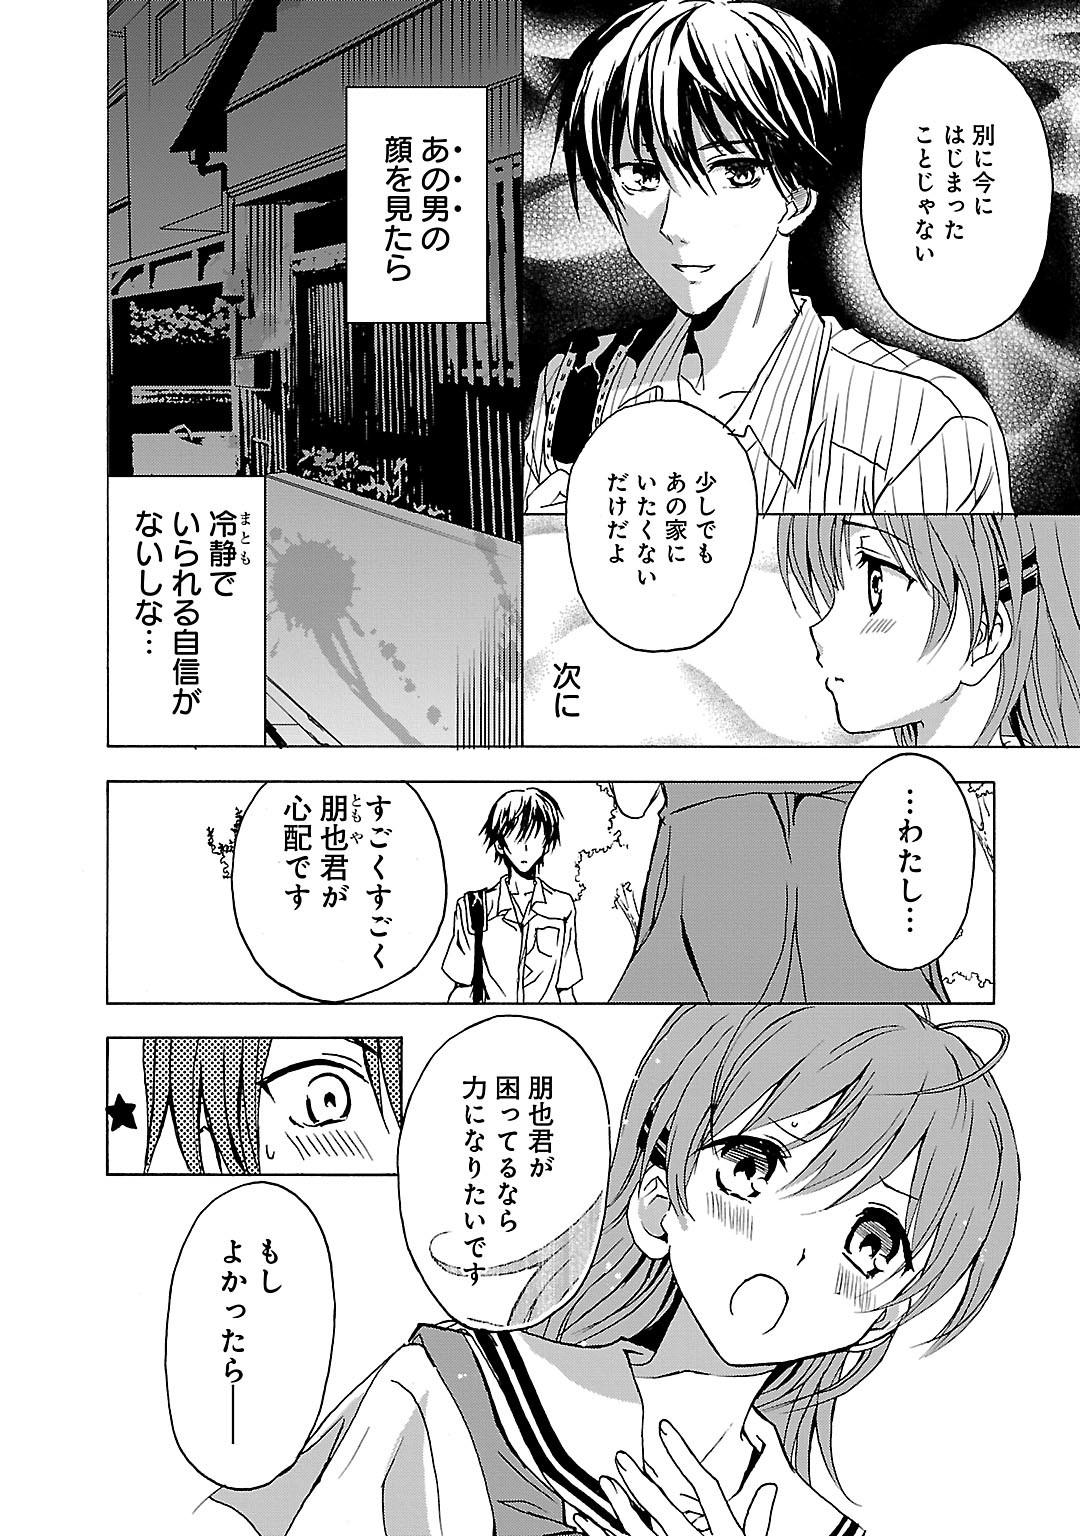 別に今に
はじまった
ことじゃない
少しでも
あの家に
いたくない
だけだよ
次に
あの男の
顔を見たら
冷静で
まとも
いられる自信が
ないしな…
…わたし…
すごくすごく
朋也君が
ともや
心配です
朋也君が
困ってるなら
力になりたいです
もし
よかったら――